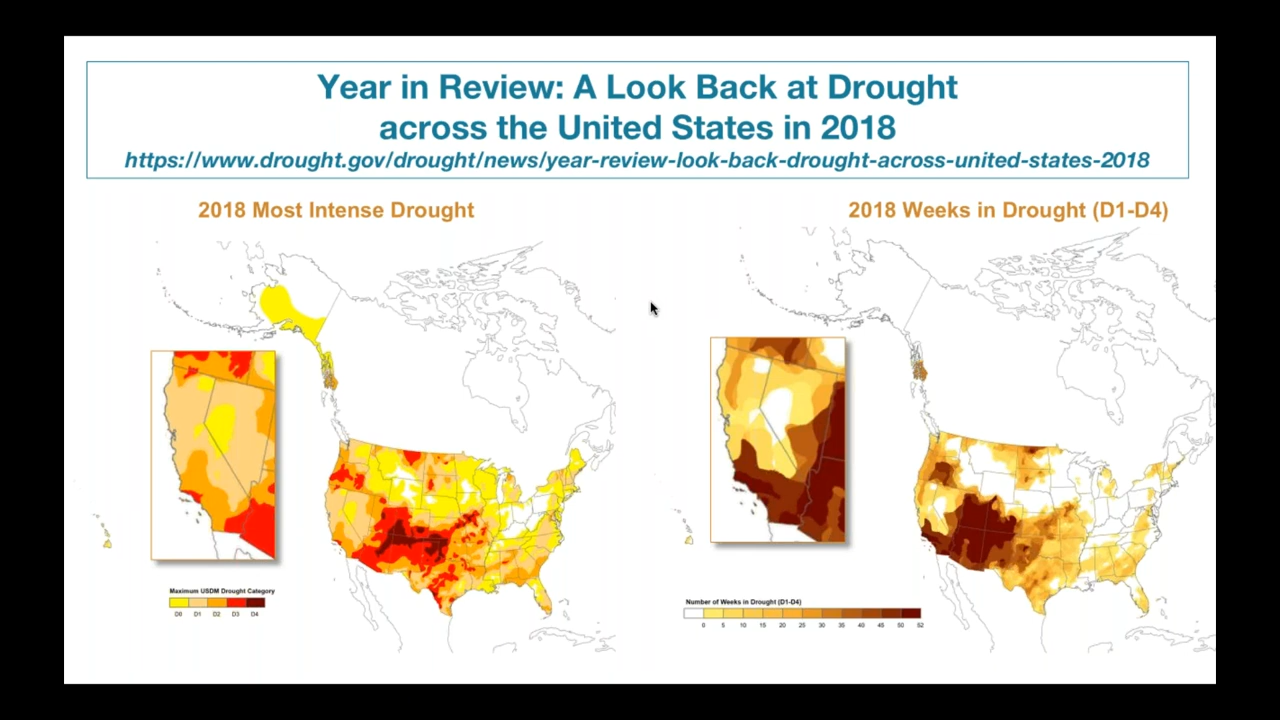 Year in Review: A Look Back at Drought
across the United States in 2018
https://www.drought.gov/drought/news/year-review-look-back-drought-across-united-states-2018
2018 Most Intense Drought
2018 Weeks in Drought (D1-D4)
Maximum USDM Drought Category
D0 D1 D2 D3 D4
Number of Weeks in Drought (D1-D4)
0 5 10 15 20 25 30 35 40 45 50 52